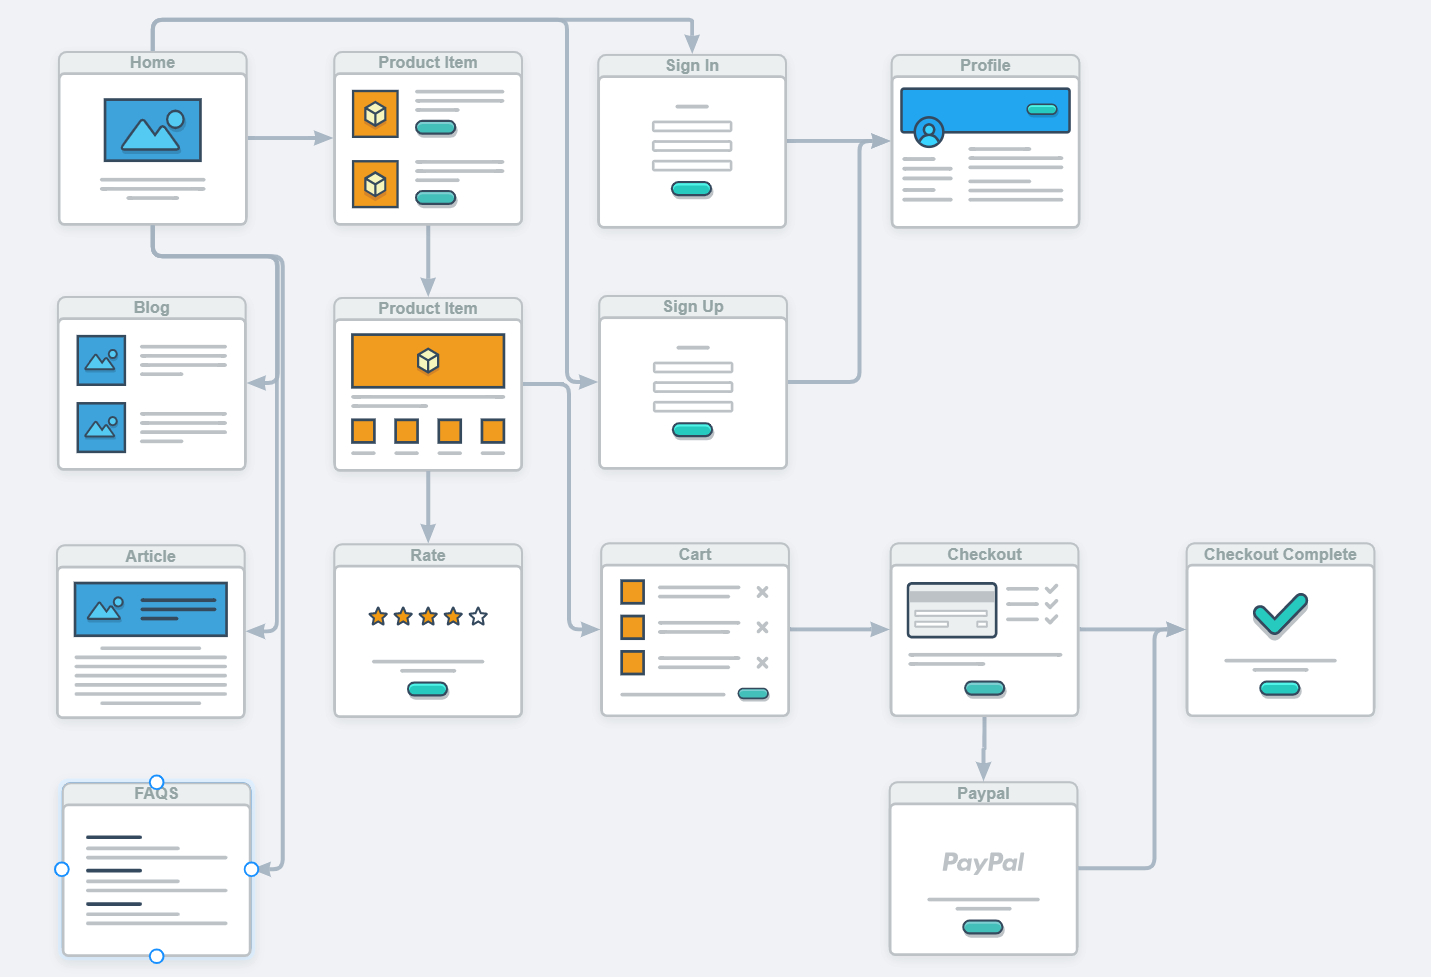 Home
Product Item
Sign In
Profile
Blog
Product Item
Sign Up
Article
Rate
Cart
Checkout
Checkout Complete
FAQS
Paypal
PayPal